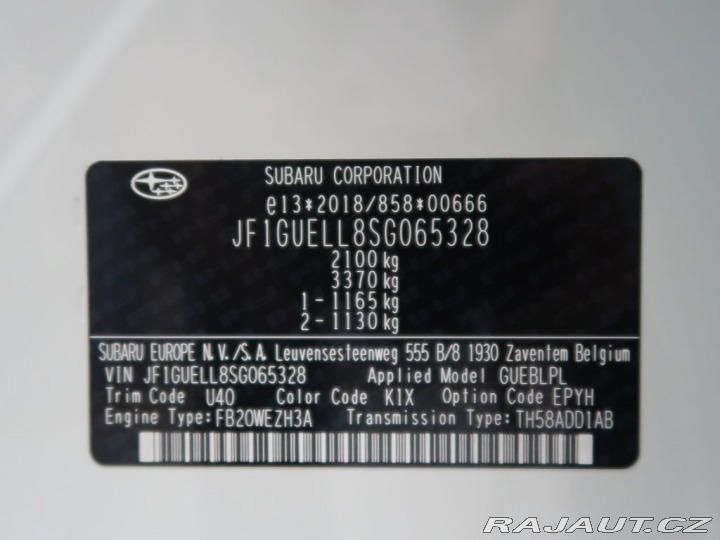 SUBARU CORPORATION
e13*2018/858*00666
JF1GUELL8SG065328
2100 kg
3370 kg
1 - 1165 kg
2 - 1130 kg
SUBARU EUROPE N.V./S.A. Leuvensesteenweg 555 B/8 1930 Zaventem Belgium
VIN JF1GUELL8SG065328 Applied Model GUEBLPL
Trim Code U40 Color Code K1X Option Code EPYH
Engine Type:FB20WEZH3A Transmission Type:TH58ADD1AB
RAJAUT.CZ